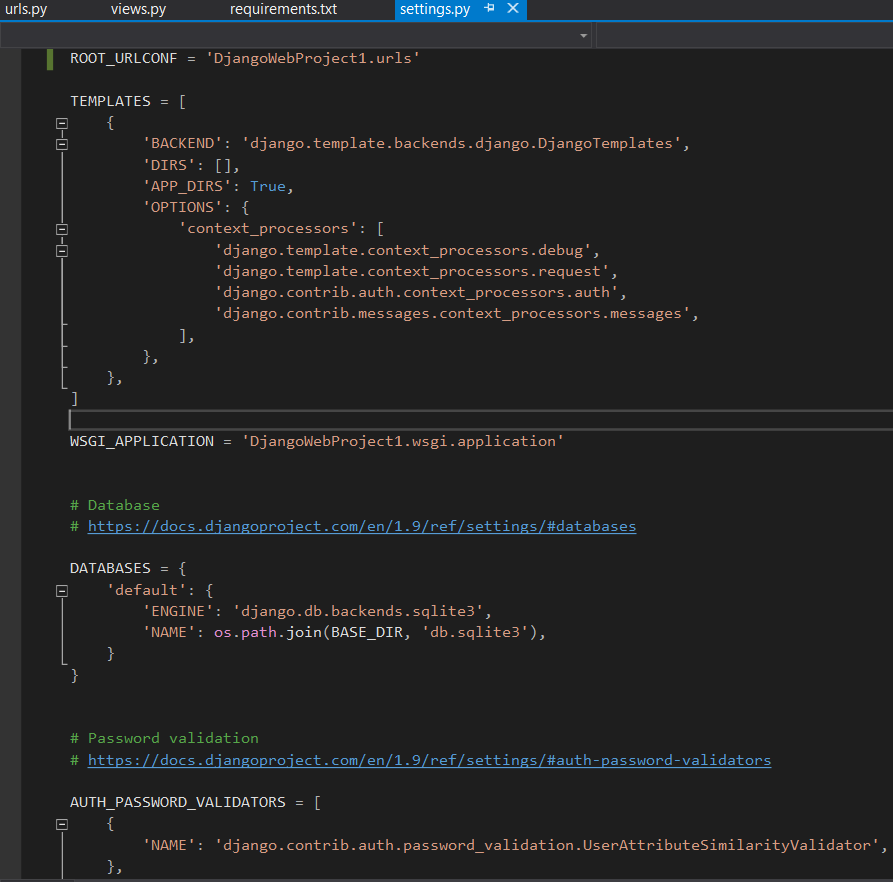 urls.py views.py requirements.txt settings.py
ROOT_URLCONF = 'DjangoWebProject1.urls'
TEMPLATES = [
    {
        'BACKEND': 'django.template.backends.django.DjangoTemplates',
        'DIRS': [],
        'APP_DIRS': True,
        'OPTIONS': {
            'context_processors': [
                'django.template.context_processors.debug',
                'django.template.context_processors.request',
                'django.contrib.auth.context_processors.auth',
                'django.contrib.messages.context_processors.messages',
            ],
        },
    },
]
WSGI_APPLICATION = 'DjangoWebProject1.wsgi.application'
# Database
# https://docs.djangoproject.com/en/1.9/ref/settings/#databases
DATABASES = {
    'default': {
        'ENGINE': 'django.db.backends.sqlite3',
        'NAME': os.path.join(BASE_DIR, 'db.sqlite3'),
    }
}
# Password validation
# https://docs.djangoproject.com/en/1.9/ref/settings/#auth-password-validators
AUTH_PASSWORD_VALIDATORS = [
    {
        'NAME': 'django.contrib.auth.password_validation.UserAttributeSimilarityValidator',
    },